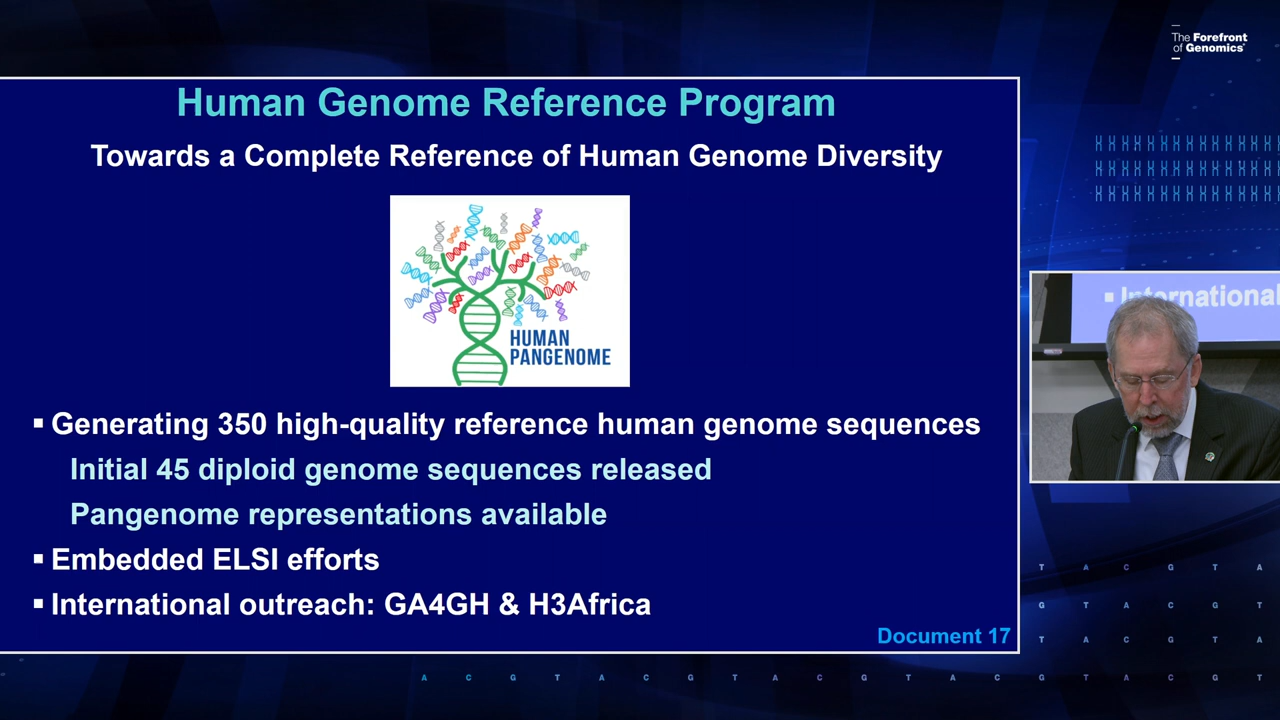 The Forefront
of Genomics®
Human Genome Reference Program
Towards a Complete Reference of Human Genome Diversity
HUMAN
PANGENOME
▪ Generating 350 high-quality reference human genome sequences
Initial 45 diploid genome sequences released
Pangenome representations available
▪ Embedded ELSI efforts
▪ International outreach: GA4GH & H3Africa
Document 17
▪ International
T A C G T A
G T A C G T
T A C G T A
A C G T A C G T A C G T A C G T A C G T